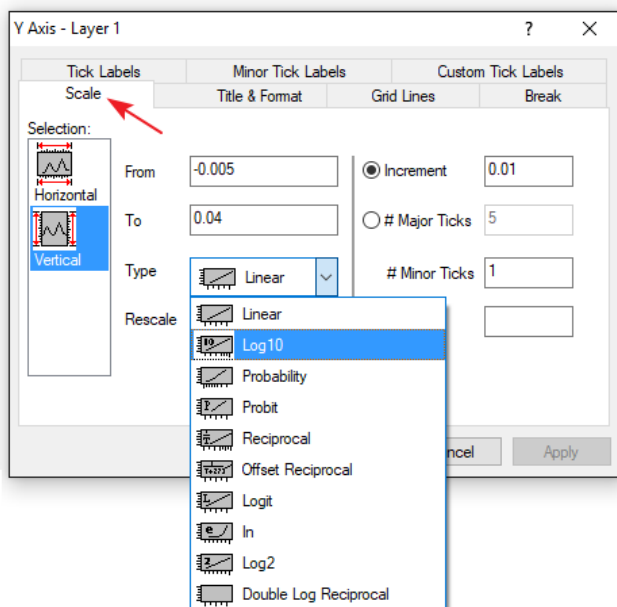 Y Axis - Layer 1
?
Tick Labels
Minor Tick Labels
Custom Tick Labels
Scale
Title & Format
Grid Lines
Break
Selection:
Horizontal
Vertical
From
-0.005
To
0.04
Type
Linear
Rescale
Increment
0.01
# Major Ticks
5
# Minor Ticks
1
Linear
Log10
Probability
Probit
Reciprocal
Offset Reciprocal
Logit
ln
Log2
Double Log Reciprocal
ncel
Apply